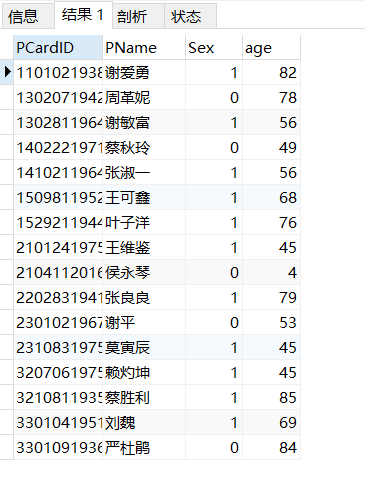 信息 结果 1 剖析 状态
PCardID PName Sex age
1101021938 谢爱勇 1 82
1302071942 周革妮 0 78
1302811964 谢敏富 1 56
1402221971 蔡秋玲 0 49
1410211964 张淑一 1 56
1509811952 王可鑫 1 68
1529211944 叶子洋 1 76
2101241975 王维鉴 1 45
2104112016 侯永琴 0 4
2202831941 张良良 1 79
2301021967 谢平 0 53
2310831975 莫寅辰 1 45
3207061975 赖灼坤 1 45
3210811935 蔡胜利 1 85
3301041951 刘魏 1 69
3301091936 严杜鹃 0 84